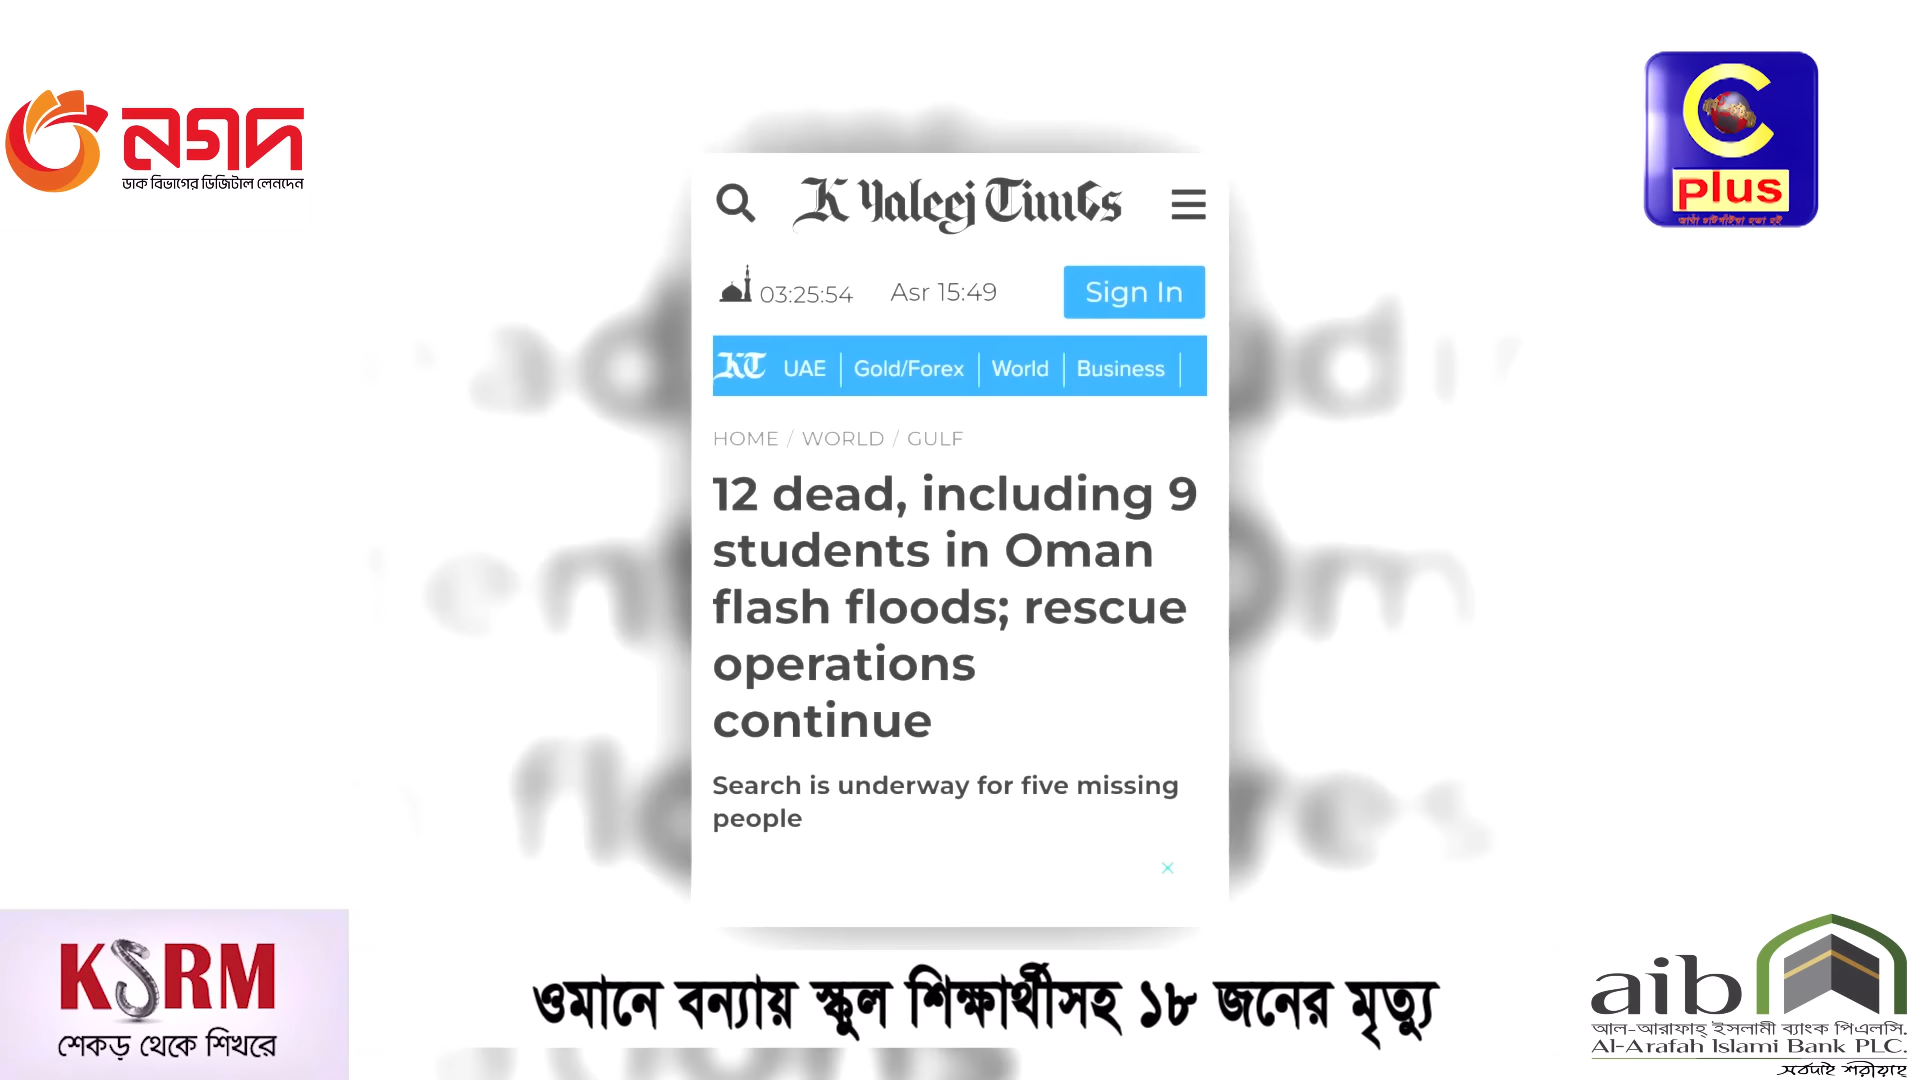 নগদ
ডাক বিভাগের ডিজিটাল লেনদেন
C
plus
Khaleej Times
03:25:54 Asr 15:49 Sign In
KT UAE Gold/Forex World Business
HOME / WORLD / GULF
12 dead, including 9
students in Oman
flash floods; rescue
operations
continue
Search is underway for five missing
people
KSRM
শেকড় থেকে শিখরে
ওমানে বন্যায় স্কুল শিক্ষার্থীসহ ১৮ জনের মৃত্যু
aib
আল-আরাফাহ্ ইসলামী ব্যাংক পিএলসি.
Al-Arafah Islami Bank PLC.
সর্বদাই শরীয়াহ্